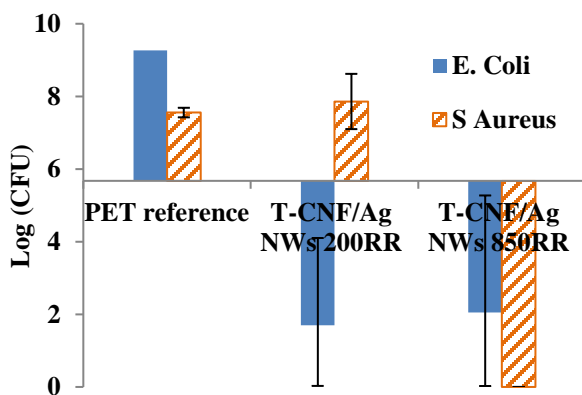 Log (CFU)
10
8
6
4
2
0
E. Coli
S Aureus
PET reference
T-CNF/Ag
NWs 200RR
T-CNF/Ag
NWs 850RR